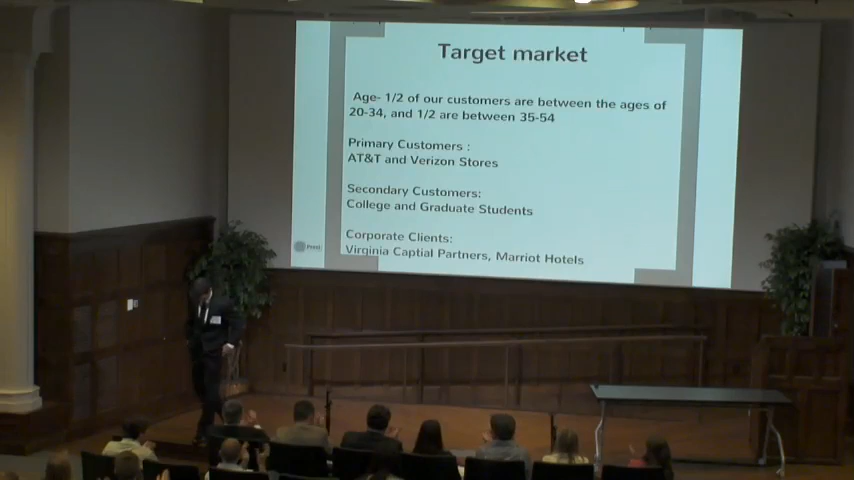 Target market
Age- 1/2 of our customers are between the ages of
20-34, and 1/2 are between 35-54
Primary Customers :
AT&T and Verizon Stores
Secondary Customers:
College and Graduate Students
Corporate Clients:
Virginia Captial Partners, Marriot Hotels